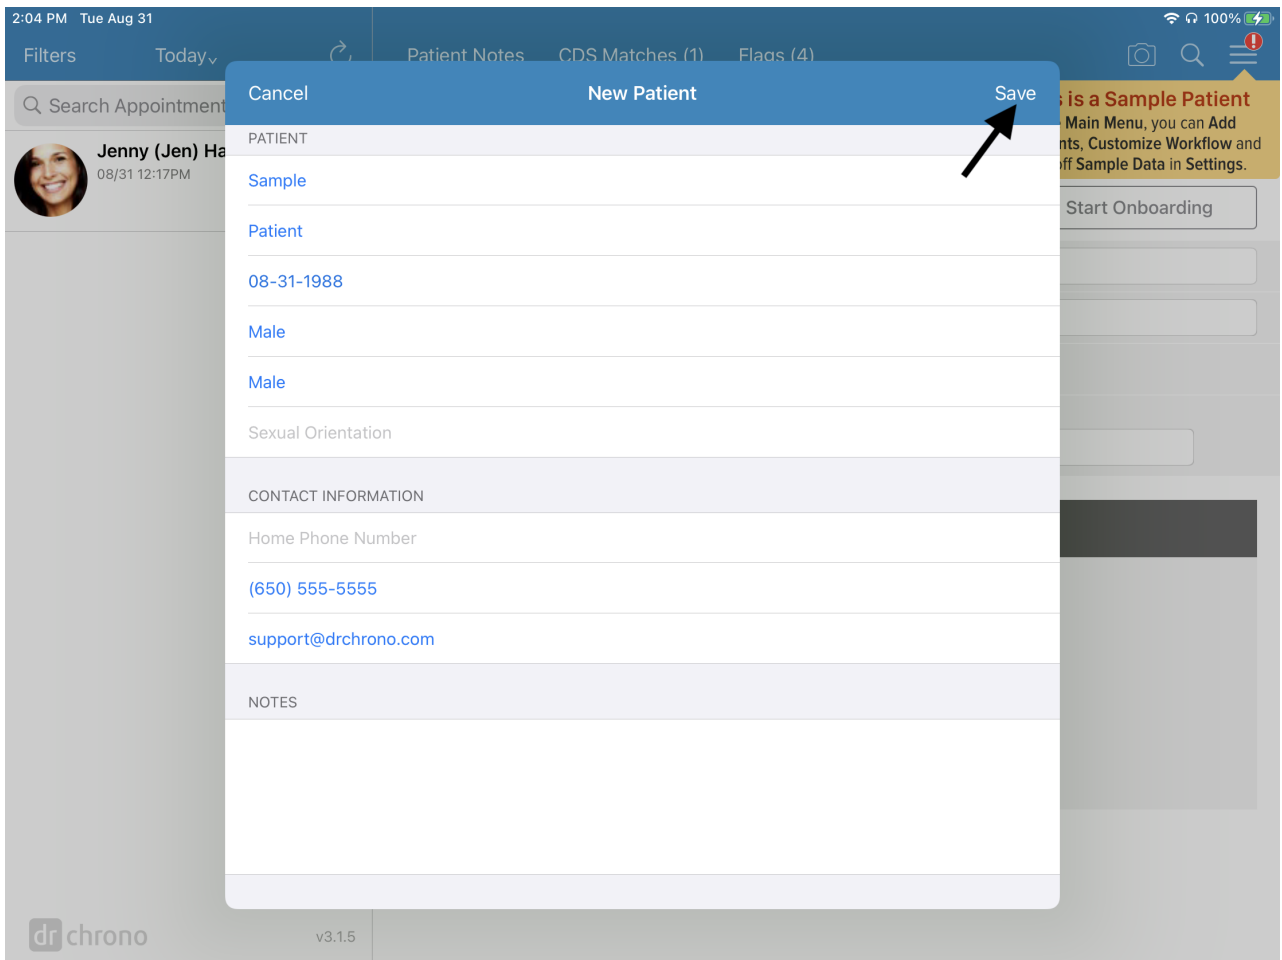 2:04 PM Tue Aug 31
100%
Filters
Today
Patient Notes
CDS Matches (1)
Flags (4)
Search Appointment
Jenny (Jen) Ha
08/31 12:17PM
Cancel
New Patient
Save
PATIENT
Sample
Patient
08-31-1988
Male
Male
Sexual Orientation
CONTACT INFORMATION
Home Phone Number
(650) 555-5555
support@drchrono.com
NOTES
is a Sample Patient
Main Menu, you can Add
nts, Customize Workflow and
off Sample Data in Settings.
Start Onboarding
dr chrono
v3.1.5